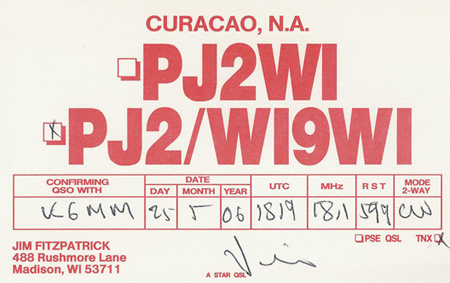 CURACAO, N.A.
PJ2WI
X PJ2/WI9WI
CONFIRMING QSO WITH DATE DAY MONTH YEAR UTC MHz R S T MODE 2-WAY
K6MM 25 5 06 1819 18.1 599 CW
PSE QSL TNX X
JIM FITZPATRICK
488 Rushmore Lane
Madison, WI 53711
A STAR QSL